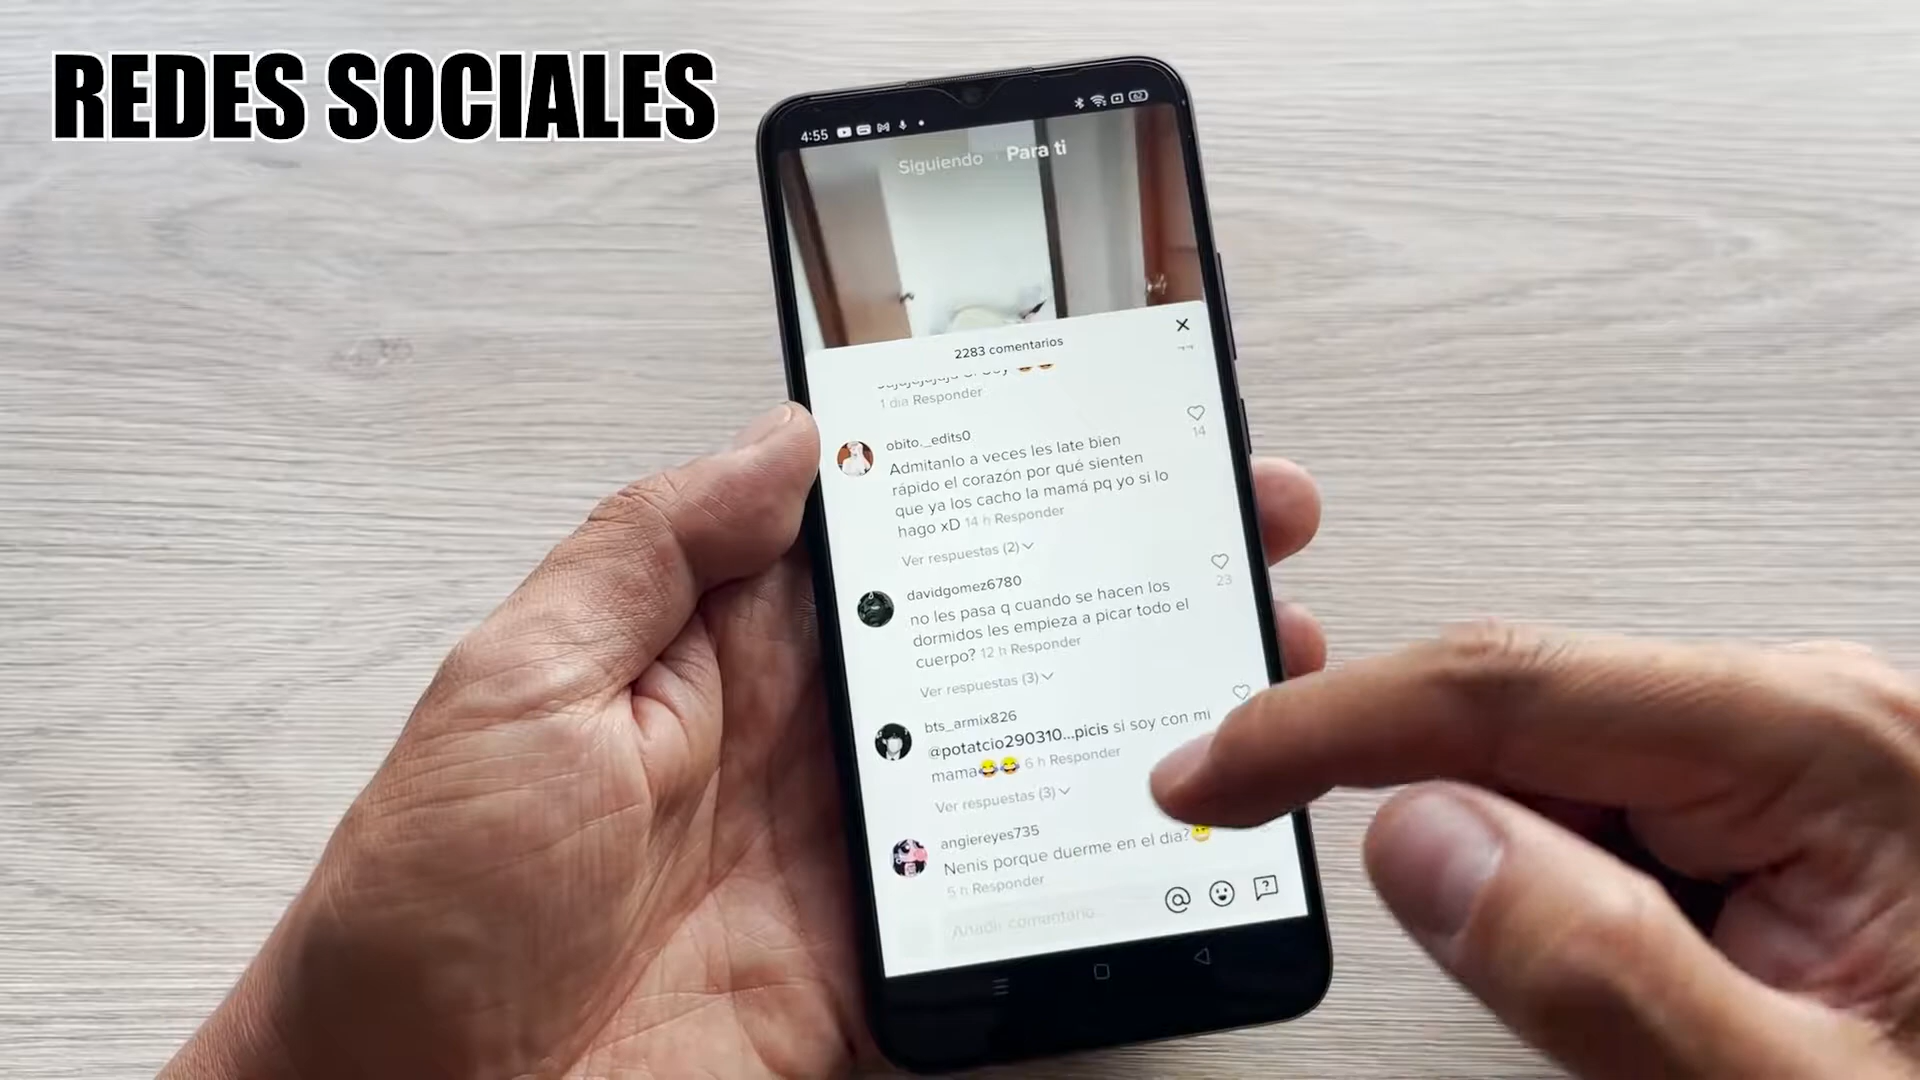 REDES SOCIALES
4:55
62
Siguiendo Para ti
2283 comentarios
1 día Responder
obito._edits0
Admitanlo a veces les late bien
rápido el corazón por qué sienten
que ya los cacho la mamá pq yo si lo
hago xD 14 h Responder
14
Ver respuestas (2)
davidgomez6780
no les pasa q cuando se hacen los
dormidos les empieza a picar todo el
cuerpo? 12 h Responder
23
Ver respuestas (3)
bts_armix826
@potatcio290310...picis si soy con mi
mama😂😂 6 h Responder
Ver respuestas (3)
angiereyes735
Nenis porque duerme en el dia?😁
5 h Responder
Añadir comentario...